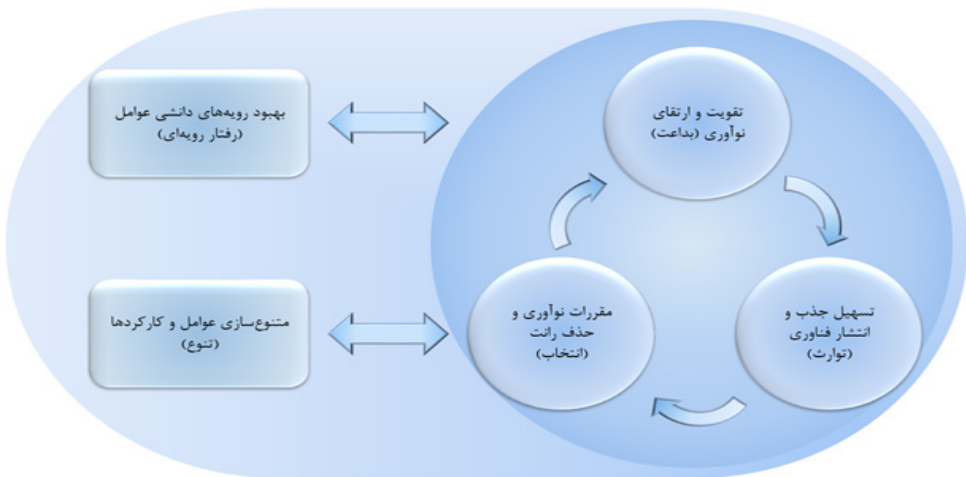 تقویت و ارتقای
نوآوری (بداعت)
بهبود رویه‌های دانشی عوامل
(رفتار رویه‌ای)
تسهیل جذب و
انتشار فناوری
(توارث)
مقررات نوآوری و
حذف رانت
(انتخاب)
متنوع‌سازی عوامل و کارکردها
(تنوع)